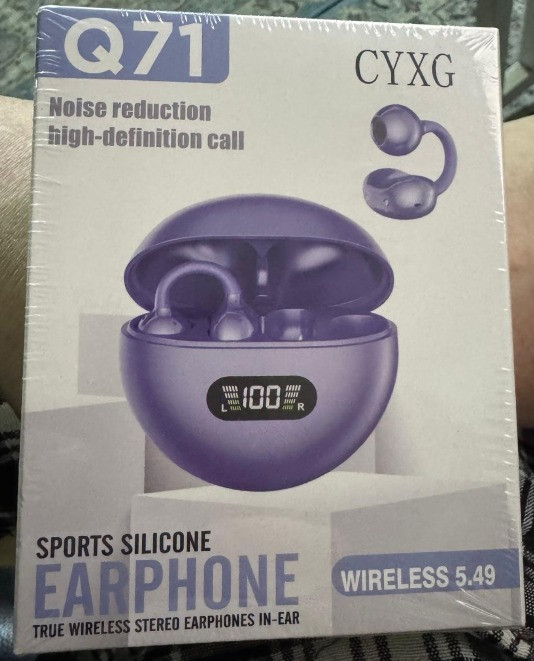 Q71
CYXG
Noise reduction
high-definition call
L 100 R
SPORTS SILICONE
EARPHONE
WIRELESS 5.49
TRUE WIRELESS STEREO EARPHONES IN-EAR